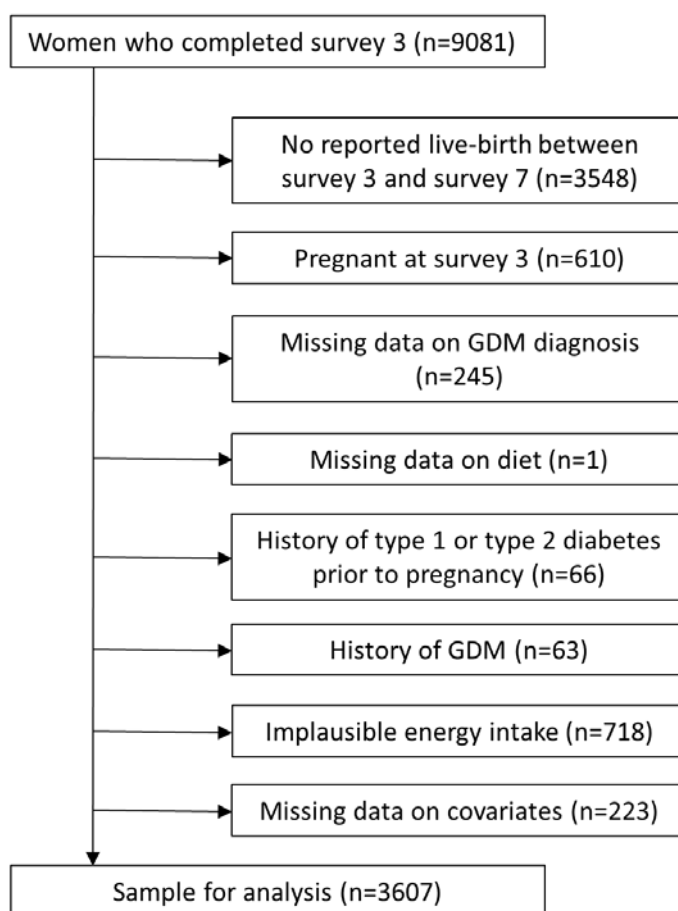 Women who completed survey 3 (n=9081)
No reported live-birth between
survey 3 and survey 7 (n=3548)
Pregnant at survey 3 (n=610)
Missing data on GDM diagnosis
(n=245)
Missing data on diet (n=1)
History of type 1 or type 2 diabetes
prior to pregnancy (n=66)
History of GDM (n=63)
Implausible energy intake (n=718)
Missing data on covariates (n=223)
Sample for analysis (n=3607)